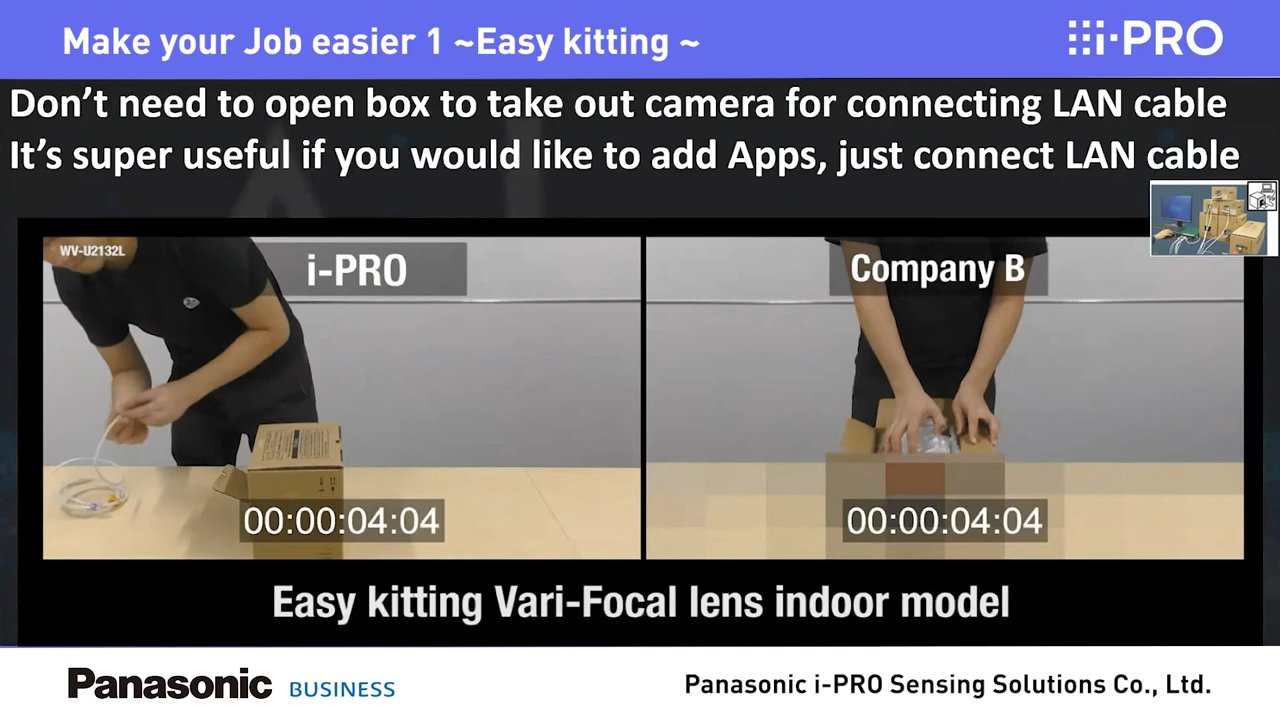 Make your Job easier 1 ~Easy kitting ~
i-PRO
Don't need to open box to take out camera for connecting LAN cable
It's super useful if you would like to add Apps, just connect LAN cable
WV-U2132L
i-PRO
Company B
00:00:04:04
00:00:04:04
Easy kitting Vari-Focal lens indoor model
Panasonic BUSINESS
Panasonic i-PRO Sensing Solutions Co., Ltd.